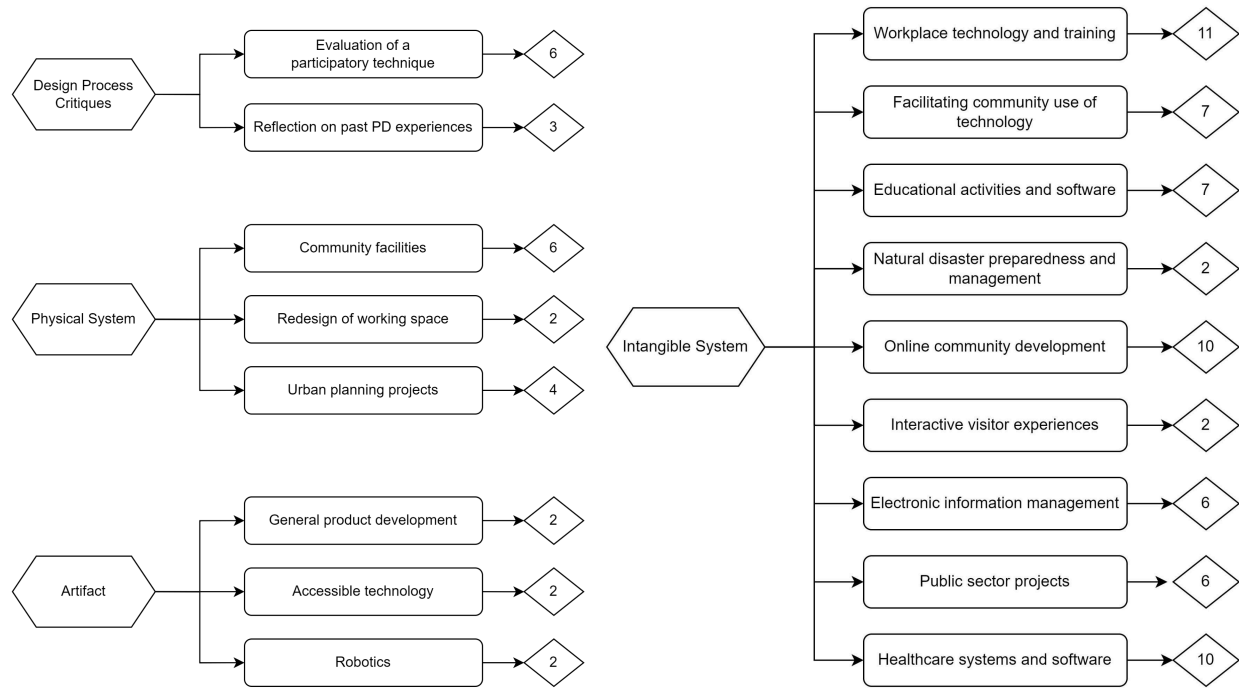 Design Process
Critiques
Evaluation of a
participatory technique
6
Reflection on past PD experiences
3
Physical System
Community facilities
6
Redesign of working space
2
Urban planning projects
4
Artifact
General product development
2
Accessible technology
2
Robotics
2
Intangible System
Workplace technology and training
11
Facilitating community use of
technology
7
Educational activities and software
7
Natural disaster preparedness and
management
2
Online community development
10
Interactive visitor experiences
2
Electronic information management
6
Public sector projects
6
Healthcare systems and software
10